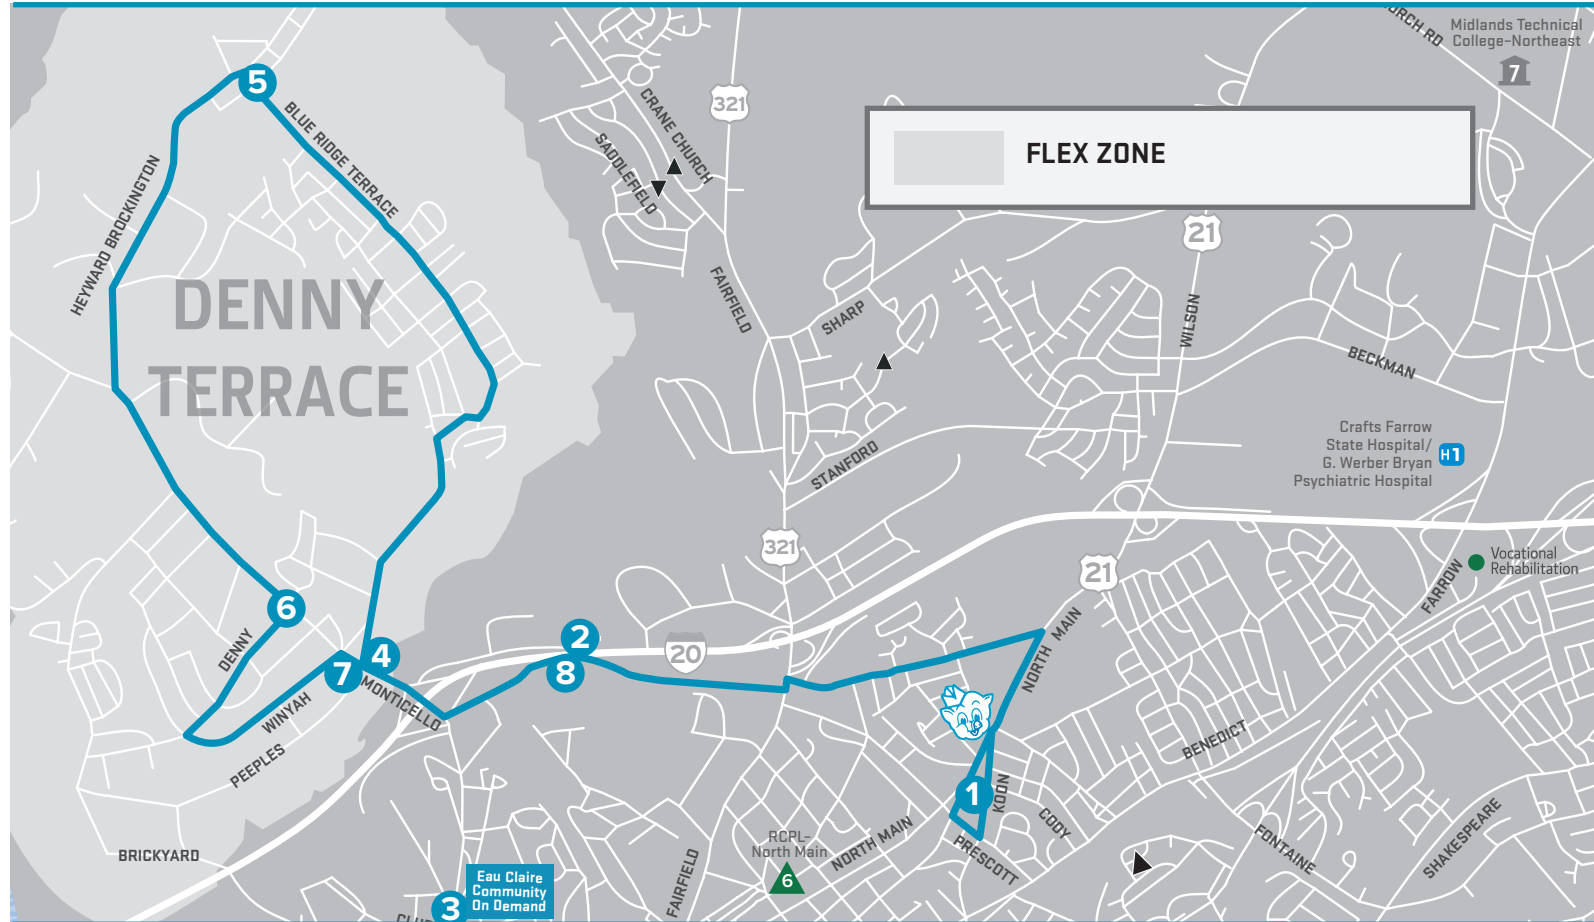 CHURCH RD
Midlands Technical
College–Northeast
7
5
BLUE RIDGE TERRACE
CRANE CHURCH
SADDLEFIELD
321
FLEX ZONE
HEYWARD BROCKINGTON
DENNY
TERRACE
21
FAIRFIELD
SHARP
WILSON
BECKMAN
Crafts Farrow
State Hospital/
G. Werber Bryan
Psychiatric Hospital
H1
STANFORD
321
21
FARROW
Vocational
Rehabilitation
6
DENNY
7
4
2
8
20
NORTH MAIN
MONTICELLO
WINYAH
PEEPLES
BENEDICT
1
KOON
CODY
PRESCOTT
BRICKYARD
RCPL–
North Main
6
NORTH MAIN
FONTAINE
SHAKESPEARE
FAIRFIELD
Eau Claire
Community
On Demand
3